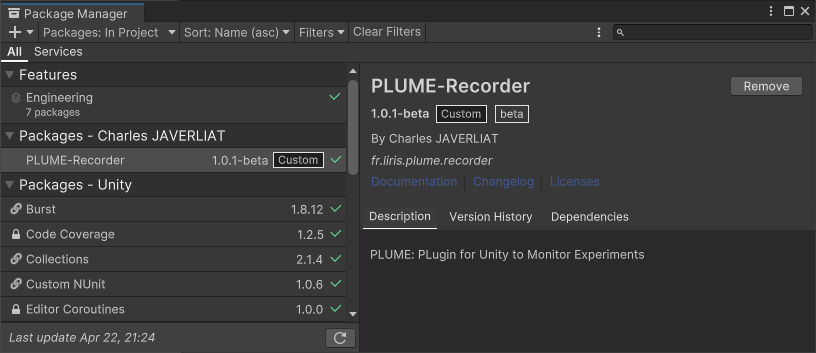 Package Manager
Packages: In Project Sort: Name (asc) Filters Clear Filters
All Services
Features
Engineering
7 packages
Packages - Charles JAVERLIAT
PLUME-Recorder 1.0.1-beta Custom
Packages - Unity
Burst 1.8.12
Code Coverage 1.2.5
Collections 2.1.4
Custom NUnit 1.0.6
Editor Coroutines 1.0.0
Last update Apr 22, 21:24
PLUME-Recorder Remove
1.0.1-beta Custom beta
By Charles JAVERLIAT
fr.liris.plume.recorder
Documentation Changelog Licenses
Description Version History Dependencies
PLUME: PLugin for Unity to Monitor Experiments